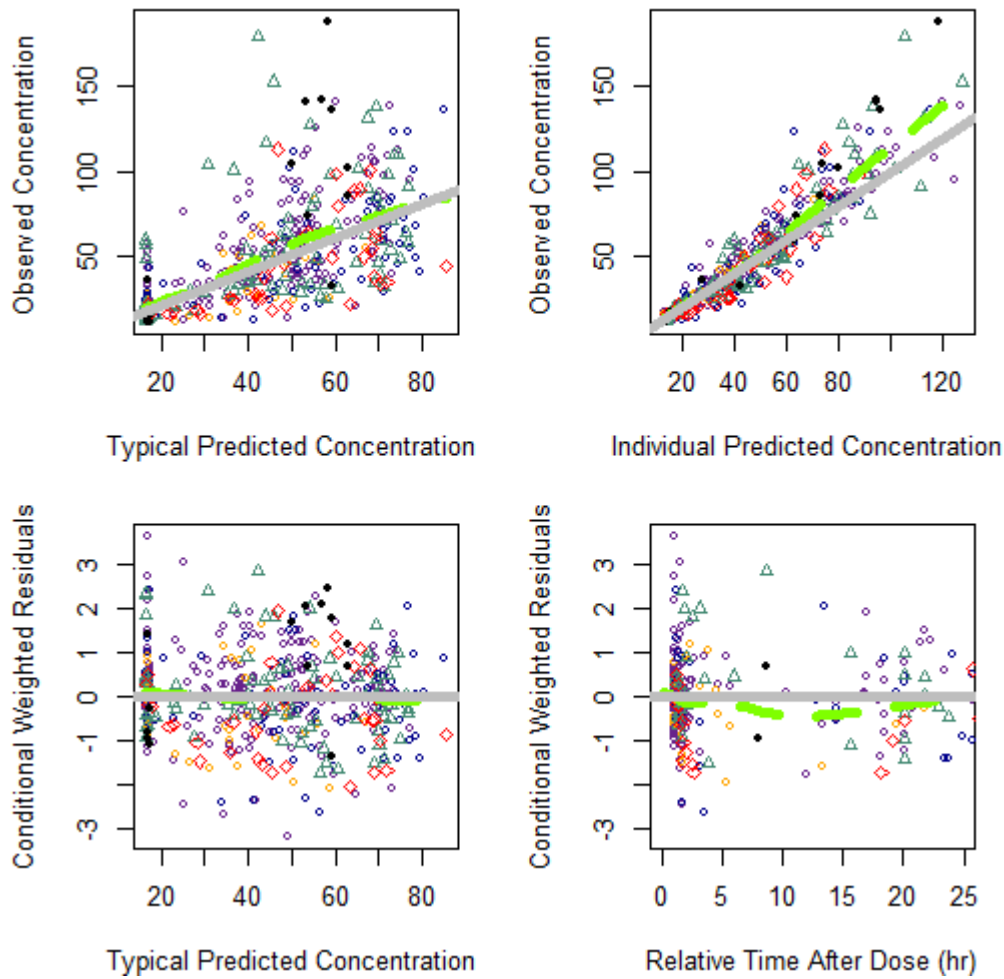 Observed Concentration
50 100 150
20 40 60 80
Typical Predicted Concentration
Observed Concentration
50 100 150
20 40 60 80 120
Individual Predicted Concentration
Conditional Weighted Residuals
-3 -1 0 1 2 3
20 40 60 80
Typical Predicted Concentration
Conditional Weighted Residuals
-3 -1 0 1 2 3
0 5 10 15 20 25
Relative Time After Dose (hr)